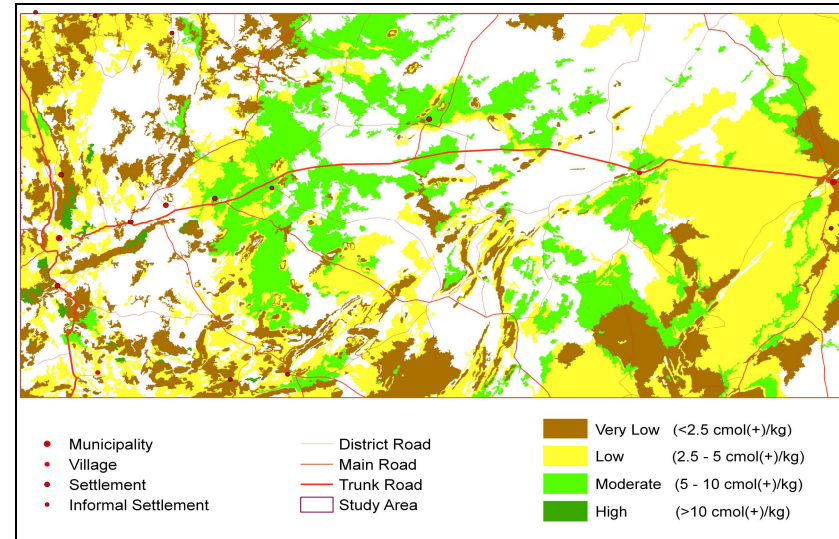 Municipality
Village
Settlement
Informal Settlement
District Road
Main Road
Trunk Road
Study Area
Very Low (<2.5 cmol(+)/kg)
Low (2.5 - 5 cmol(+)/kg)
Moderate (5 - 10 cmol(+)/kg)
High (>10 cmol(+)/kg)